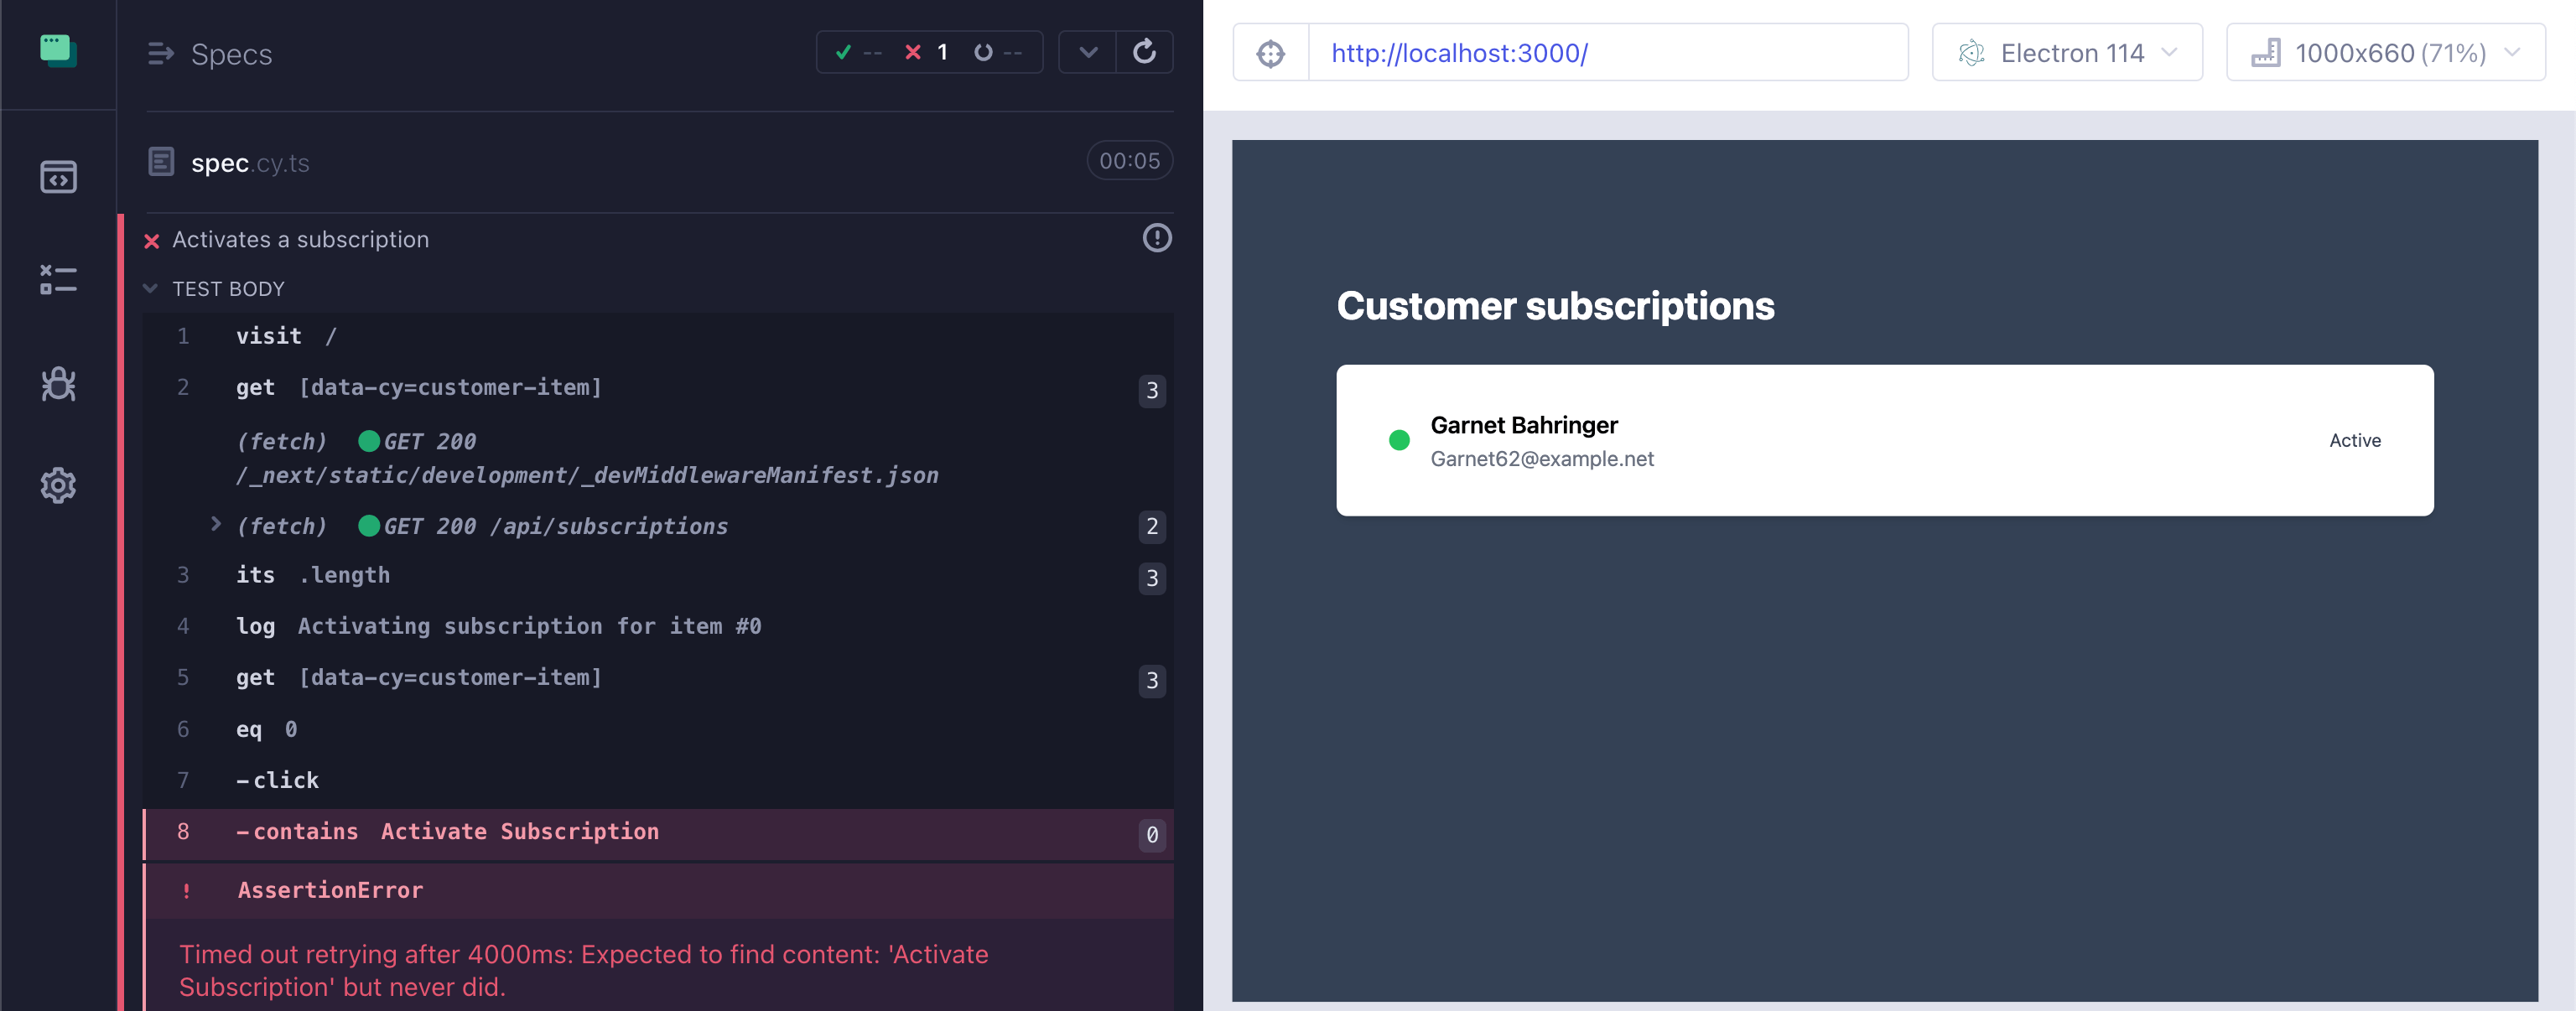 Specs
-- 1 --
spec.cy.ts
00:05
Activates a subscription
TEST BODY
1 visit /
2 get [data-cy=customer-item] 3
(fetch) GET 200
/_next/static/development/_devMiddlewareManifest.json
(fetch) GET 200 /api/subscriptions 2
3 its .length 3
4 log Activating subscription for item #0
5 get [data-cy=customer-item] 3
6 eq 0
7 -click
8 -contains Activate Subscription 0
! AssertionError
Timed out retrying after 4000ms: Expected to find content: 'Activate
Subscription' but never did.
http://localhost:3000/
Electron 114
1000x660 (71%)
Customer subscriptions
Garnet Bahringer
Garnet62@example.net
Active